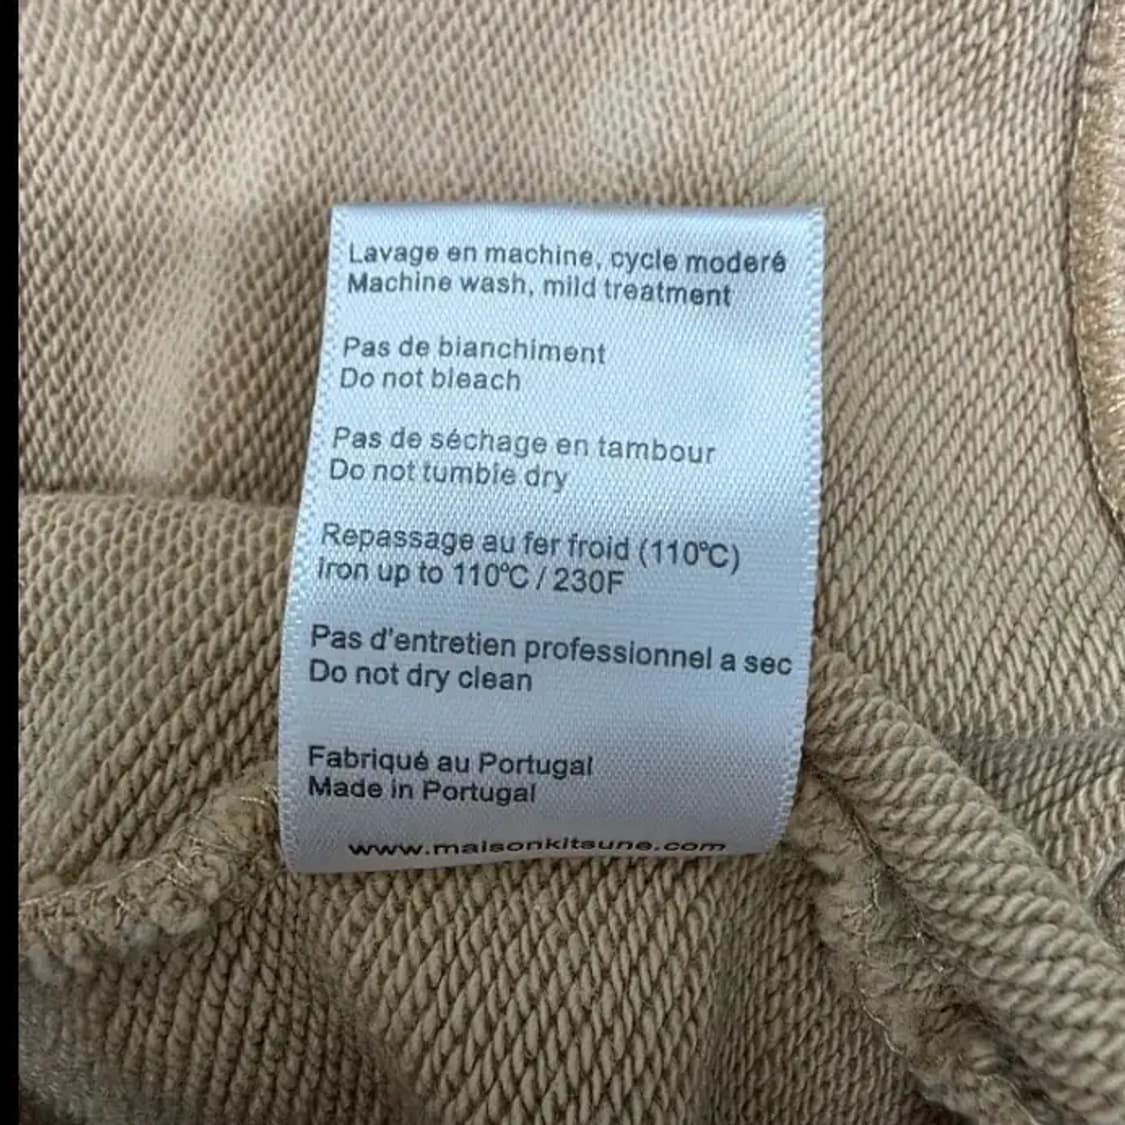 Lavage en machine, cycle moderé
Machine wash, mild treatment
Pas de bianchiment
Do not bleach
Pas de séchage en tambour
Do not tumble dry
Repassage au fer froid (110°C)
Iron up to 110°C / 230F
Pas d'entretien professionnel a sec
Do not dry clean
Fabriqué au Portugal
Made in Portugal
www.maisonkitsune.com